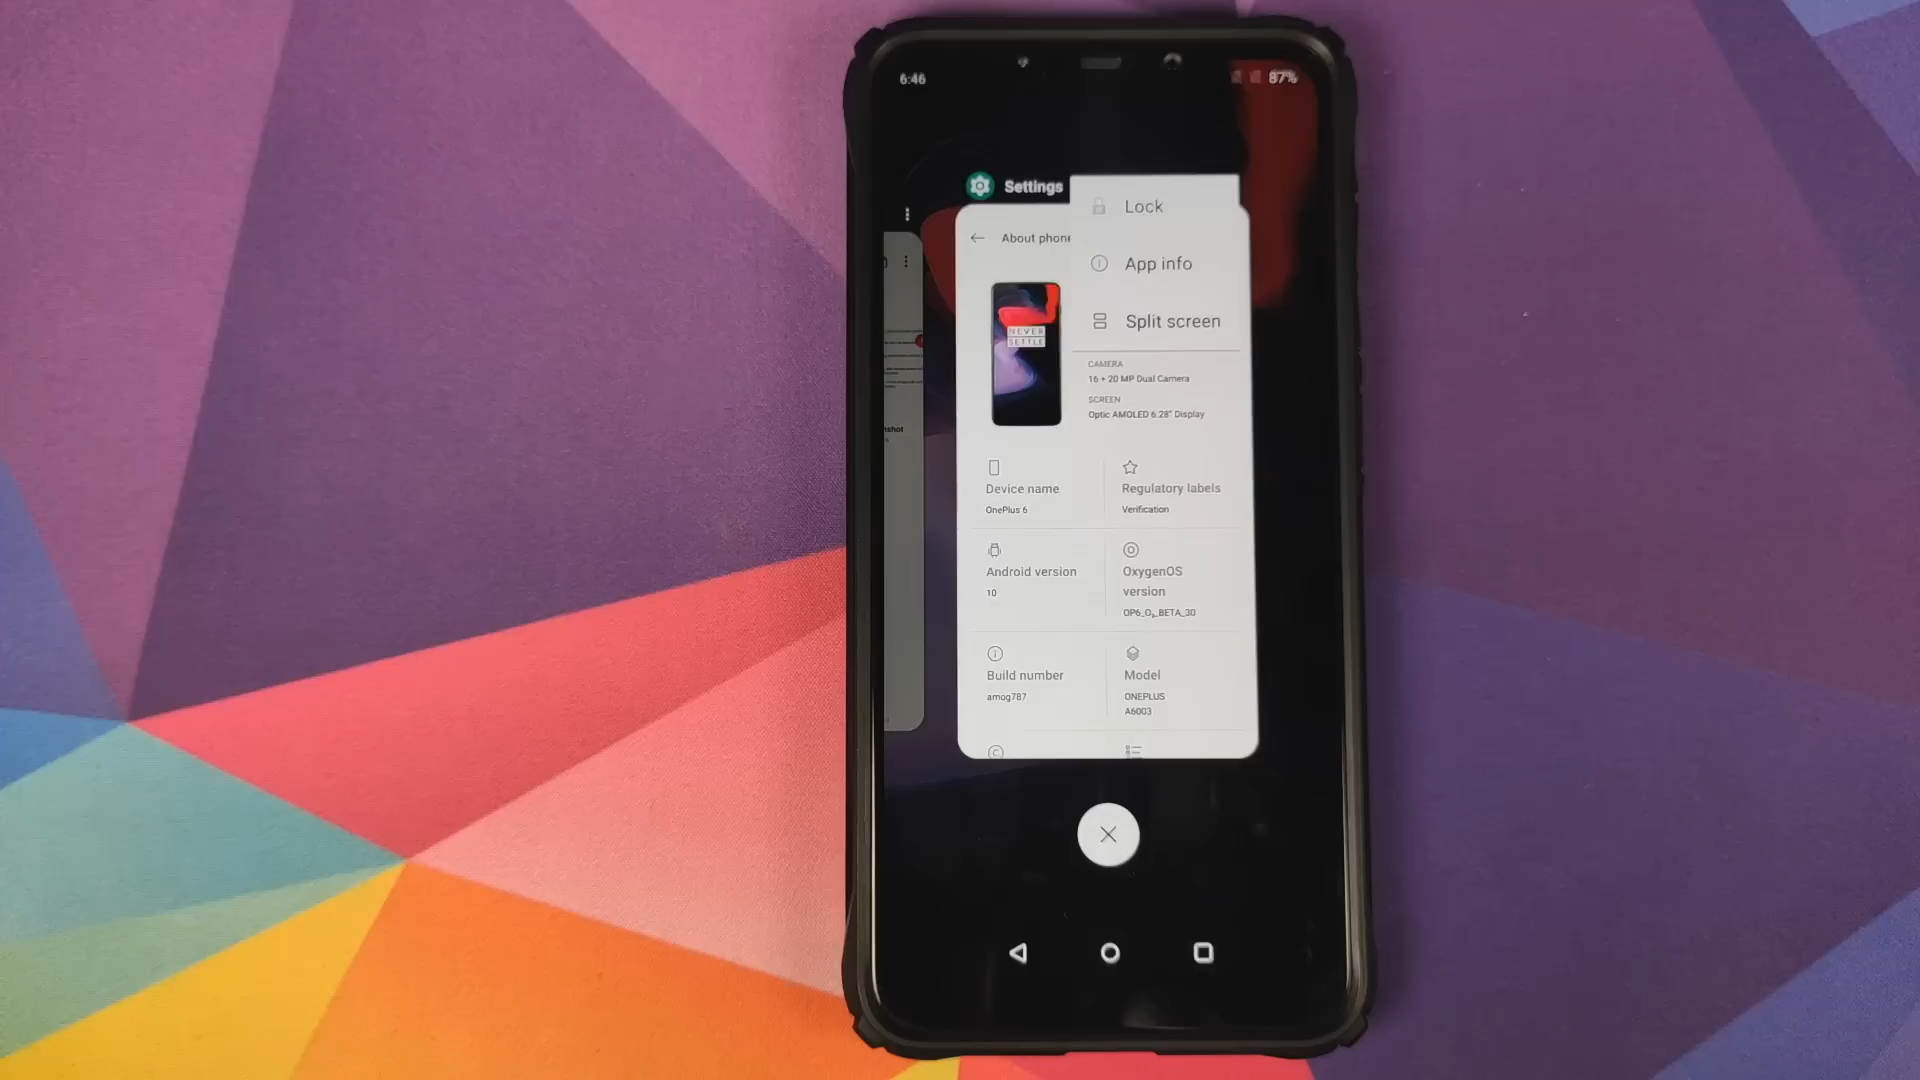 6:46
87%
Settings
Lock
About phone
App info
NEVER
SETTLE
Split screen
CAMERA
16 + 20 MP Dual Camera
SCREEN
Optic AMOLED 6.28" Display
Device name
OnePlus 6
Regulatory labels
Verification
Android version
10
OxygenOS
version
OP6_O₂_BETA_30
Build number
amog787
Model
ONEPLUS
A6003